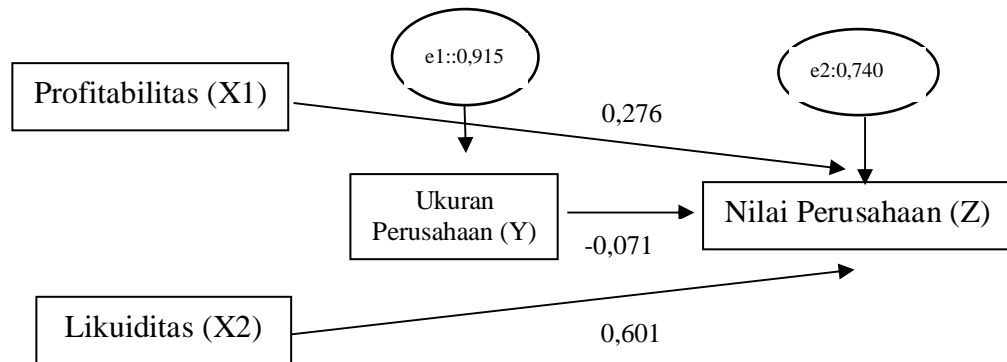 e1::0,915
e2:0,740
Profitabilitas (X1)
0,276
Ukuran
Perusahaan (Y)
Nilai Perusahaan (Z)
-0,071
Likuiditas (X2)
0,601